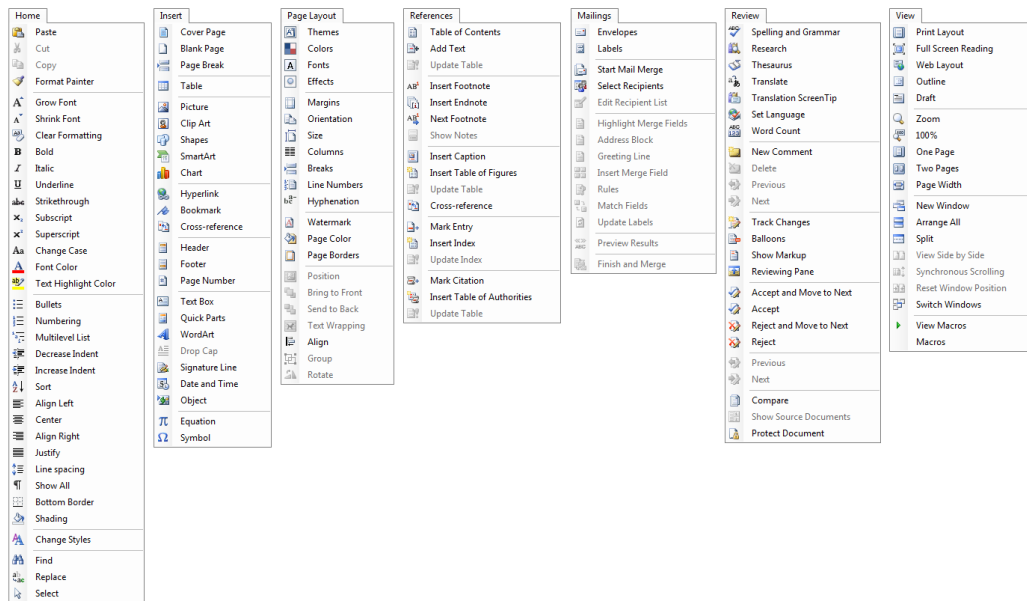 Home
Paste
Cut
Copy
Format Painter
Grow Font
Shrink Font
Clear Formatting
Bold
Italic
Underline
Strikethrough
Subscript
Superscript
Change Case
Font Color
Text Highlight Color
Bullets
Numbering
Multilevel List
Decrease Indent
Increase Indent
Sort
Align Left
Center
Align Right
Justify
Line spacing
Show All
Bottom Border
Shading
Change Styles
Find
Replace
Select
Insert
Cover Page
Blank Page
Page Break
Table
Picture
Clip Art
Shapes
SmartArt
Chart
Hyperlink
Bookmark
Cross-reference
Header
Footer
Page Number
Text Box
Quick Parts
WordArt
Drop Cap
Signature Line
Date and Time
Object
Equation
Symbol
Page Layout
Themes
Colors
Fonts
Effects
Margins
Orientation
Size
Columns
Breaks
Line Numbers
Hyphenation
Watermark
Page Color
Page Borders
Position
Bring to Front
Send to Back
Text Wrapping
Align
Group
Rotate
References
Table of Contents
Add Text
Update Table
Insert Footnote
Insert Endnote
Next Footnote
Show Notes
Insert Caption
Insert Table of Figures
Update Table
Cross-reference
Mark Entry
Insert Index
Update Index
Mark Citation
Insert Table of Authorities
Update Table
Mailings
Envelopes
Labels
Start Mail Merge
Select Recipients
Edit Recipient List
Highlight Merge Fields
Address Block
Greeting Line
Insert Merge Field
Rules
Match Fields
Update Labels
Preview Results
Finish and Merge
Review
Spelling and Grammar
Research
Thesaurus
Translate
Translation ScreenTip
Set Language
Word Count
New Comment
Delete
Previous
Next
Track Changes
Balloons
Show Markup
Reviewing Pane
Accept and Move to Next
Accept
Reject and Move to Next
Reject
Previous
Next
Compare
Show Source Documents
Protect Document
View
Print Layout
Full Screen Reading
Web Layout
Outline
Draft
Zoom
100%
One Page
Two Pages
Page Width
New Window
Arrange All
Split
View Side by Side
Synchronous Scrolling
Reset Window Position
Switch Windows
View Macros
Macros